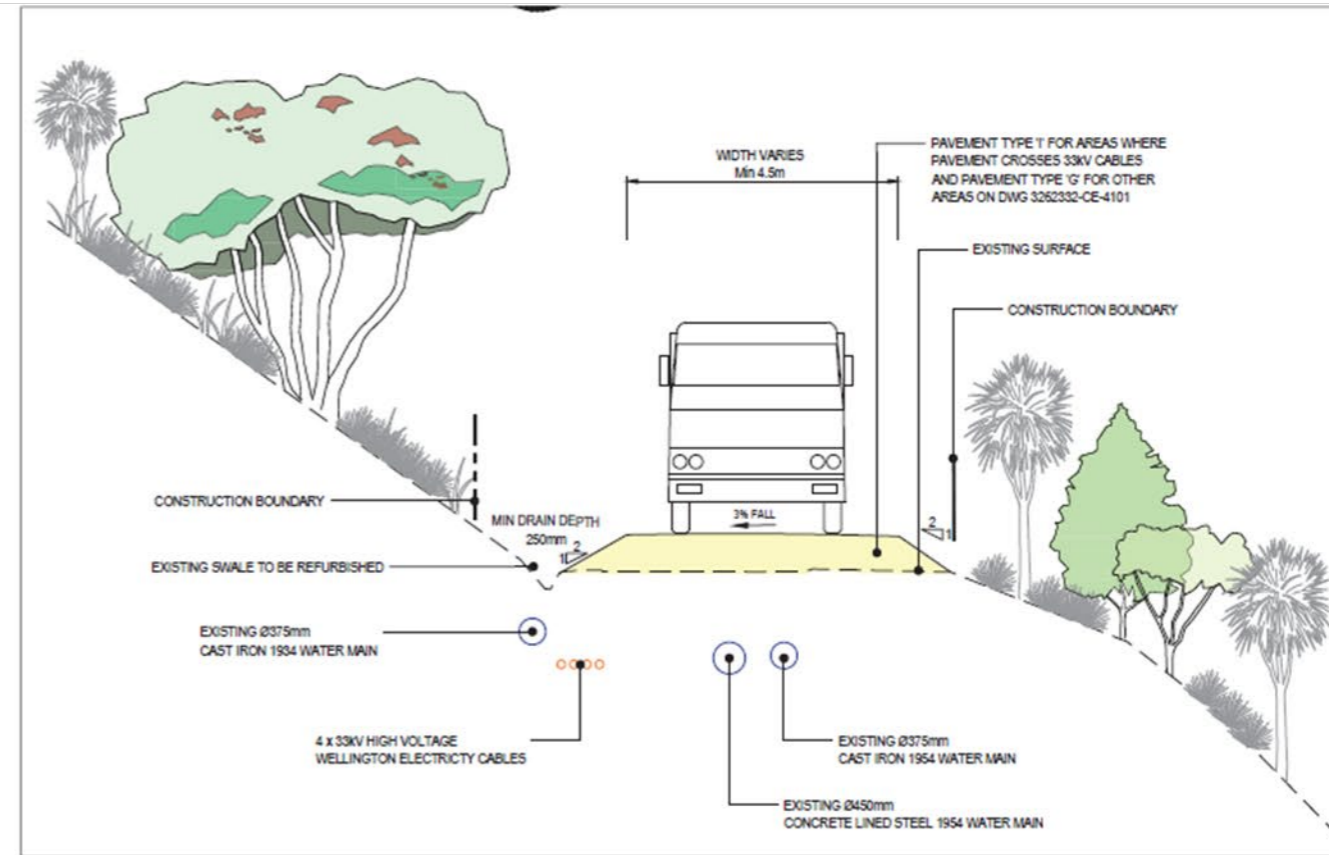 WIDTH VARIES
Min 4.5m
PAVEMENT TYPE 'I' FOR AREAS WHERE
PAVEMENT CROSSES 33kV CABLES
AND PAVEMENT TYPE 'G' FOR OTHER
AREAS ON DWG 3262332-CE-4101
EXISTING SURFACE
CONSTRUCTION BOUNDARY
CONSTRUCTION BOUNDARY
MIN DRAIN DEPTH
250mm
2
1
3% FALL
2
1
EXISTING SWALE TO BE REFURBISHED
EXISTING Ø375mm
CAST IRON 1934 WATER MAIN
4 x 33kV HIGH VOLTAGE
WELLINGTON ELECTRICTY CABLES
EXISTING Ø375mm
CAST IRON 1954 WATER MAIN
EXISTING Ø450mm
CONCRETE LINED STEEL 1954 WATER MAIN